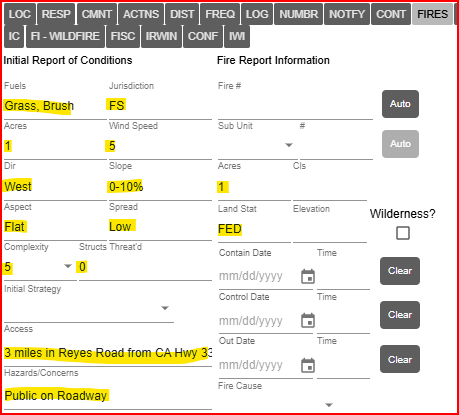 LOC RESP CMNT ACTNS DIST FREQ LOG NUMBR NOTFY CONT FIRES
IC FI - WILDFIRE FISC IRWIN CONF IWI
Initial Report of Conditions Fire Report Information
Fuels Jurisdiction Fire #
Grass, Brush FS Auto
Acres Wind Speed Sub Unit #
1 5 Auto
Dir Slope Acres Cls
West 0-10% 1
Aspect Spread Land Stat Elevation Wilderness?
Flat Low FED
Complexity Structs Threat'd Contain Date Time
5 0 mm/dd/yyyy Clear
Initial Strategy Control Date Time
mm/dd/yyyy Clear
Access Out Date Time
3 miles in Reyes Road from CA Hwy 33 mm/dd/yyyy Clear
Hazards/Concerns Fire Cause
Public on Roadway